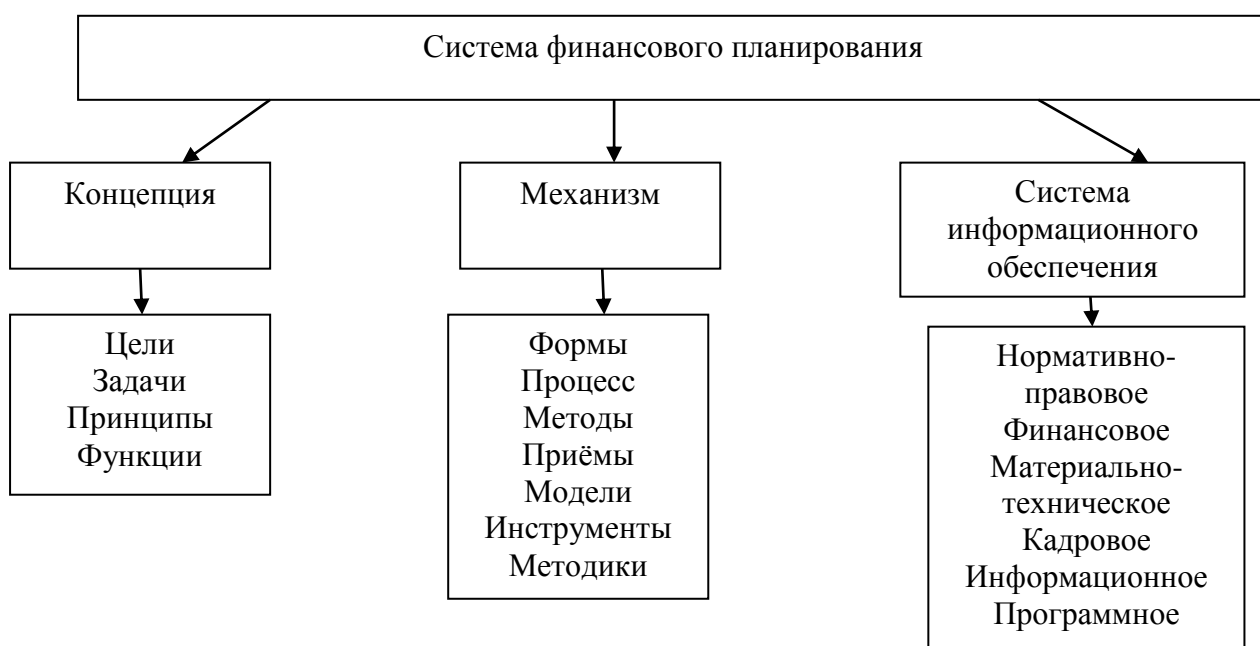 Система финансового планирования
Концепция
Механизм
Система
информационного
обеспечения
Цели
Задачи
Принципы
Функции
Формы
Процесс
Методы
Приёмы
Модели
Инструменты
Методики
Нормативно-
правовое
Финансовое
Материально-
техническое
Кадровое
Информационное
Программное